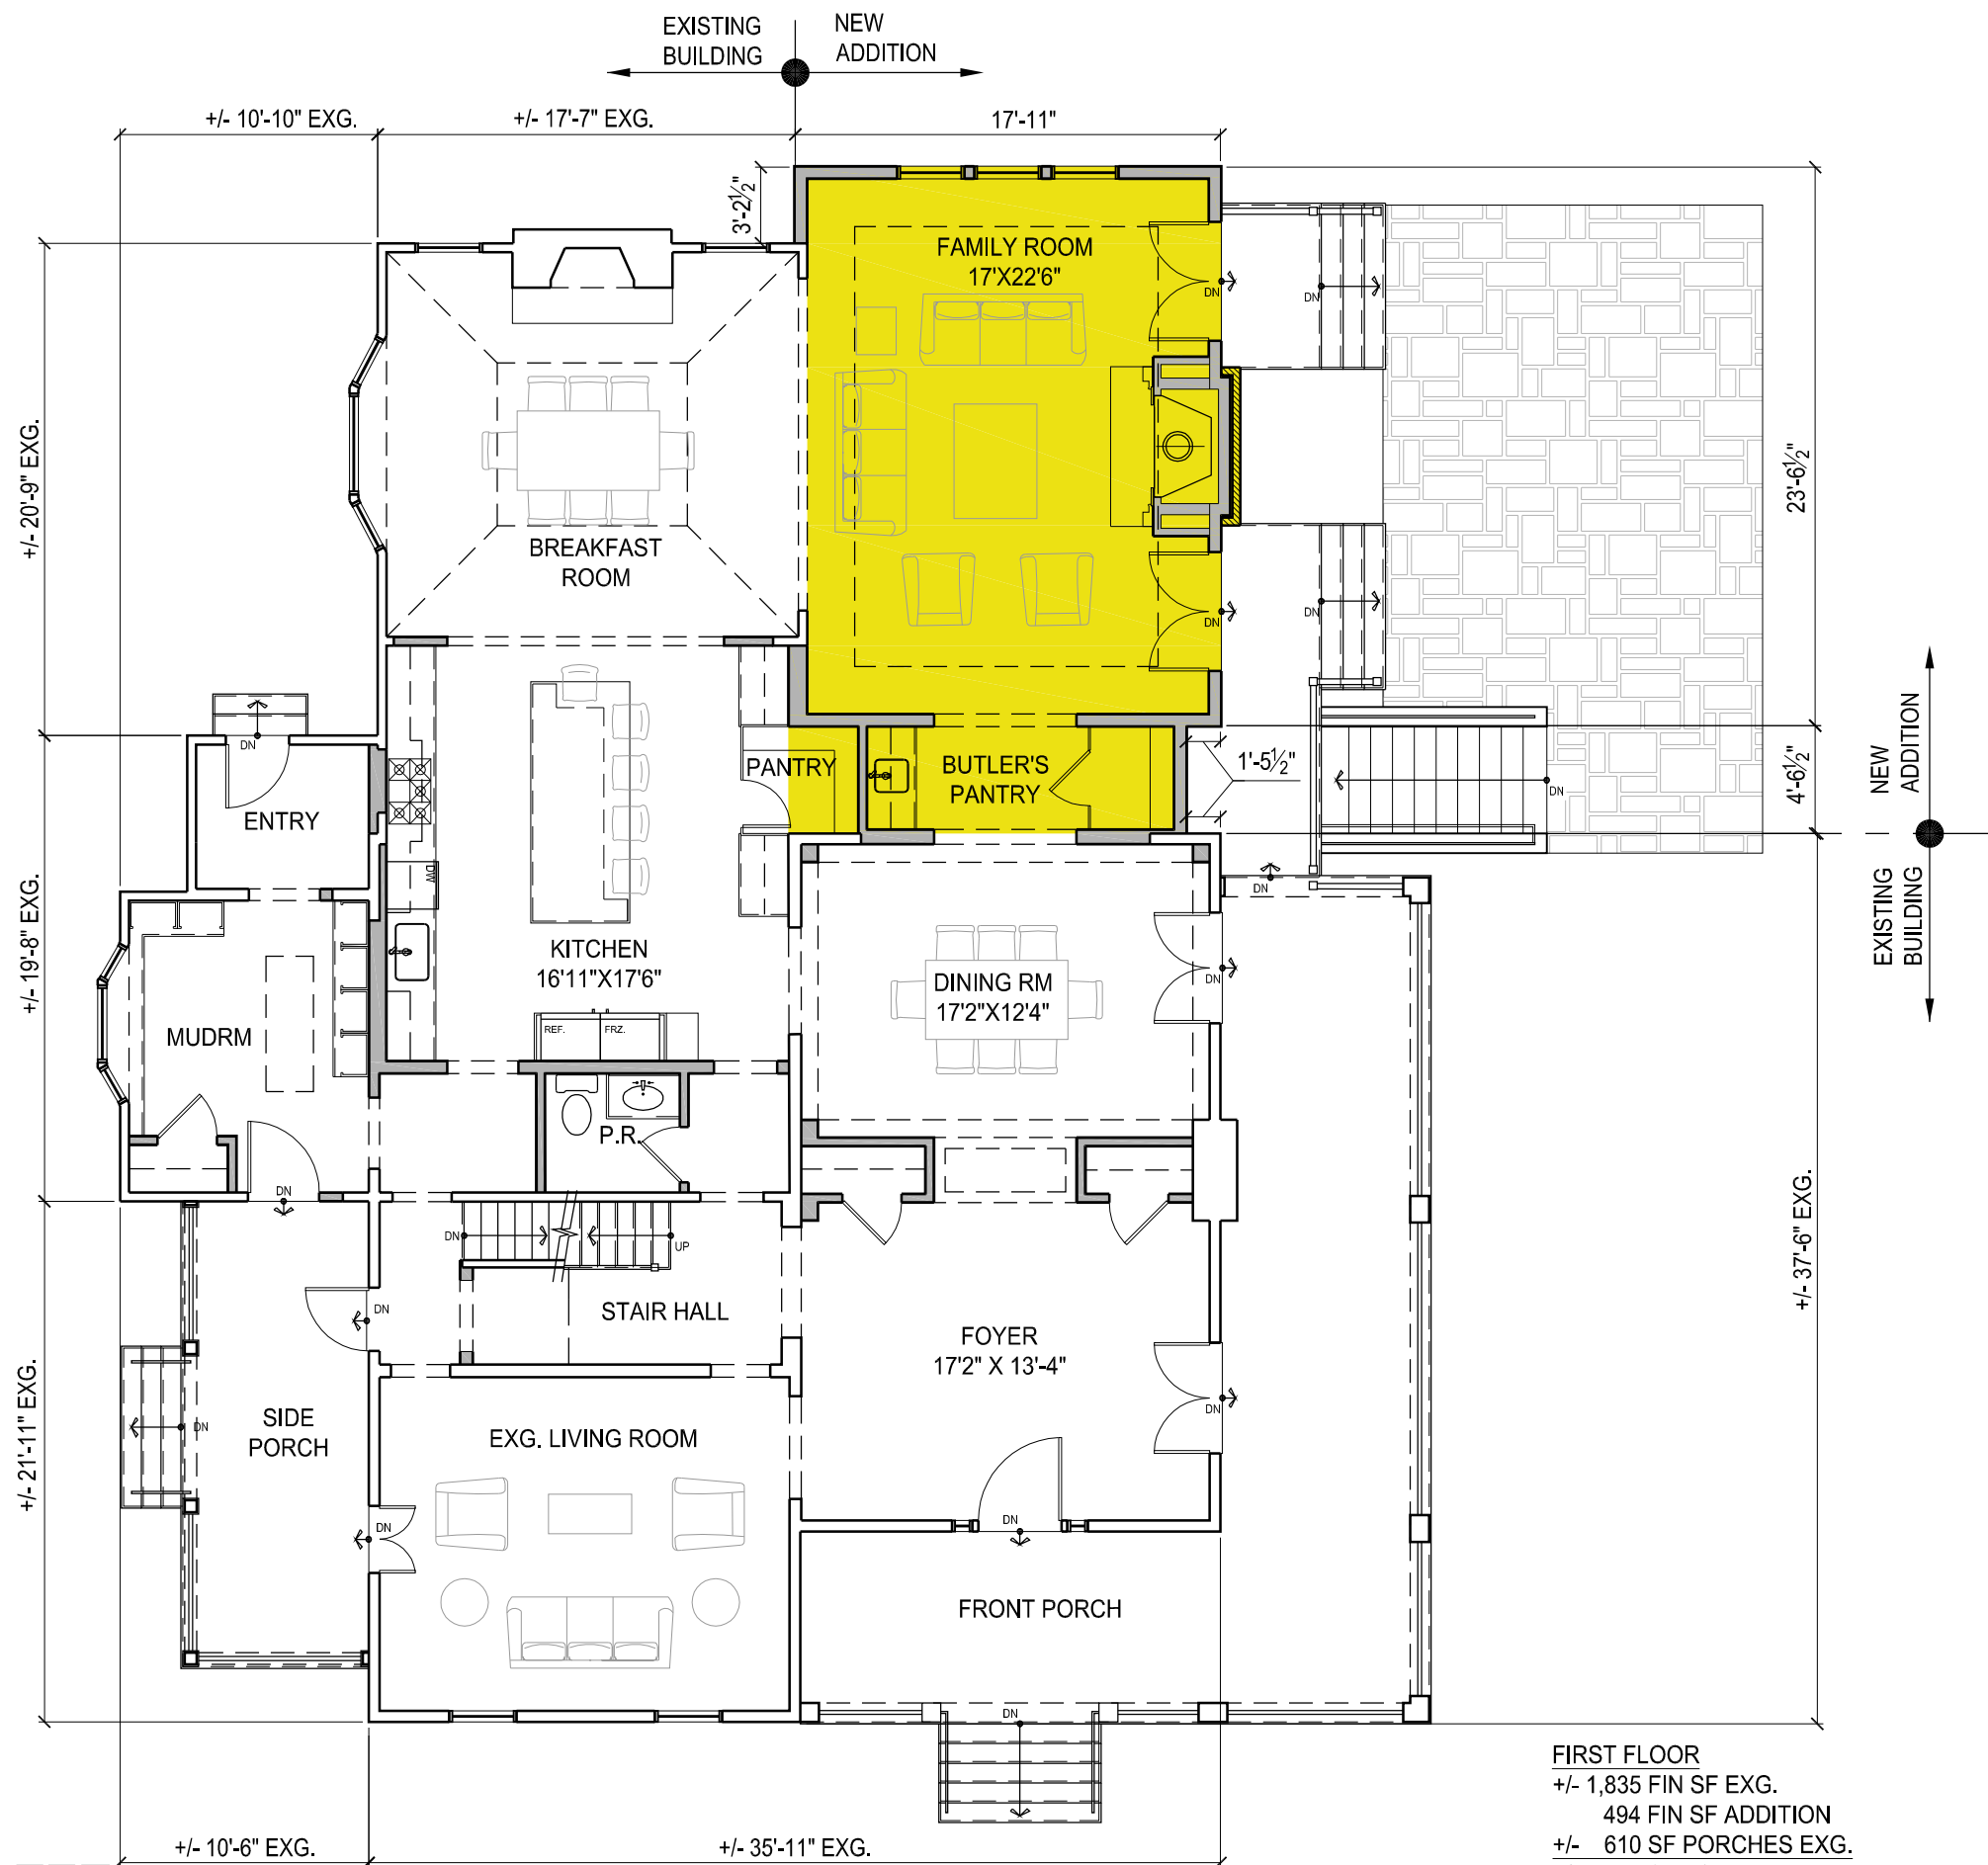 EXISTING
BUILDING
NEW
ADDITION
+/- 10'-10" EXG.
+/- 17'-7" EXG.
17'-11"
3'-2½"
FAMILY ROOM
17'X22'6"
DN
DN
+/- 20'-9" EXG.
23'-6½"
BREAKFAST
ROOM
DN
DN
DN
ENTRY
PANTRY
BUTLER'S
PANTRY
1'-5½"
DN
4'-6½"
NEW
ADDITION
EXISTING
BUILDING
DW
DN
+/- 19'-8" EXG.
KITCHEN
16'11"X17'6"
DINING RM
17'2"X12'4"
DN
REF.
FRZ.
MUDRM
P.R.
DN
DN
UP
+/- 37'-6" EXG.
STAIR HALL
DN
FOYER
17'2" X 13'-4"
DN
+/- 21'-11" EXG.
SIDE
PORCH
DN
EXG. LIVING ROOM
DN
DN
FRONT PORCH
DN
FIRST FLOOR
+/- 1,835 FIN SF EXG.
494 FIN SF ADDITION
+/- 610 SF PORCHES EXG.
+/- 10'-6" EXG.
+/- 35'-11" EXG.